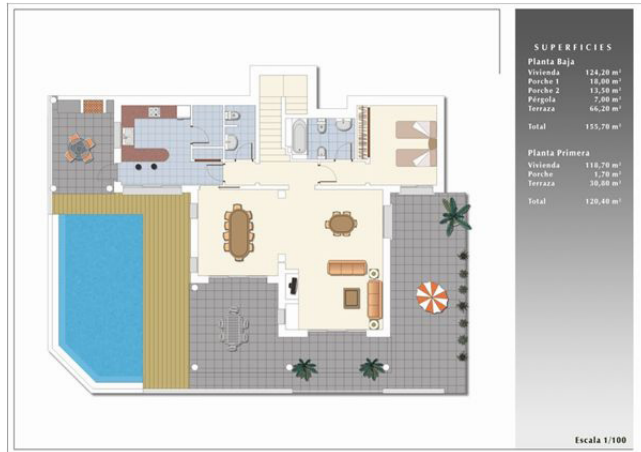 SUPERFICIES
Planta Baja
Vivienda 124,20 m²
Porche 1 18,00 m²
Porche 2 13,50 m²
Pérgola 7,00 m²
Terraza 66,20 m²
Total 155,70 m²
Planta Primera
Vivienda 118,70 m²
Porche 1,70 m²
Terraza 30,80 m²
Total 120,40 m²
Escala 1/100